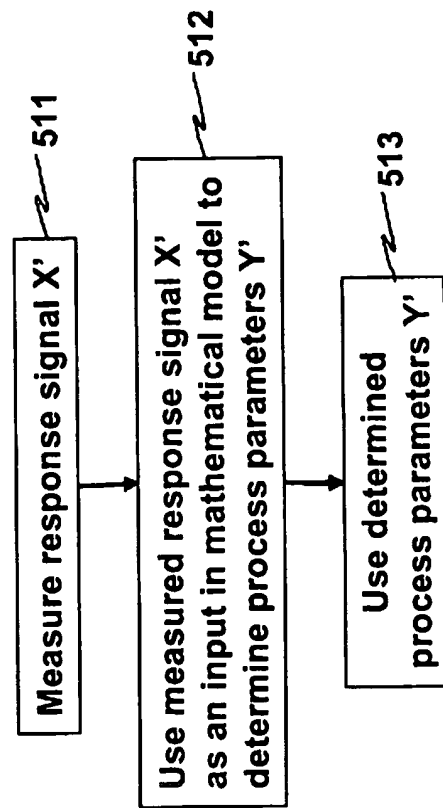 Measure response signal X'
511
Use measured response signal X'
as an input in mathematical model to
determine process parameters Y'
512
Use determined
process parameters Y'
513